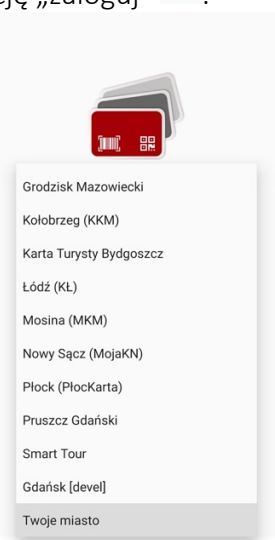 „zaloguj
Grodzisk Mazowiecki
Kołobrzeg (KKM)
Karta Turysty Bydgoszcz
Łódź (KŁ)
Mosina (MKM)
Nowy Sącz (MojaKN)
Płock (PłocKarta)
Pruszcz Gdański
Smart Tour
Gdańsk [devel]
Twoje miasto